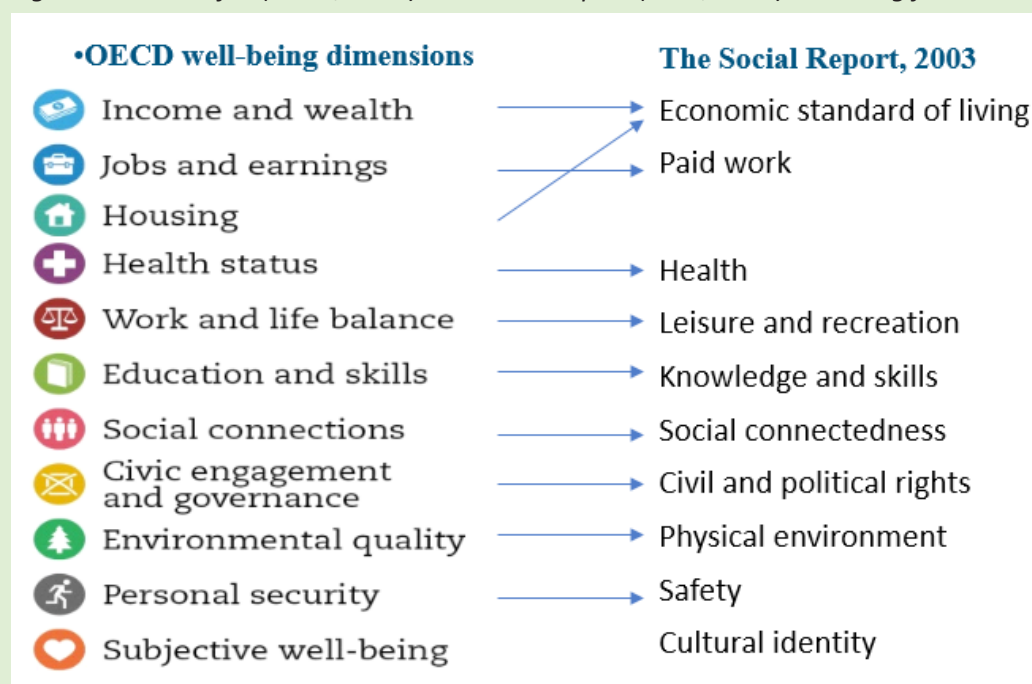 •OECD well-being dimensions
Income and wealth
Jobs and earnings
Housing
Health status
Work and life balance
Education and skills
Social connections
Civic engagement
and governance
Environmental quality
Personal security
Subjective well-being
The Social Report, 2003
Economic standard of living
Paid work
Health
Leisure and recreation
Knowledge and skills
Social connectedness
Civil and political rights
Physical environment
Safety
Cultural identity